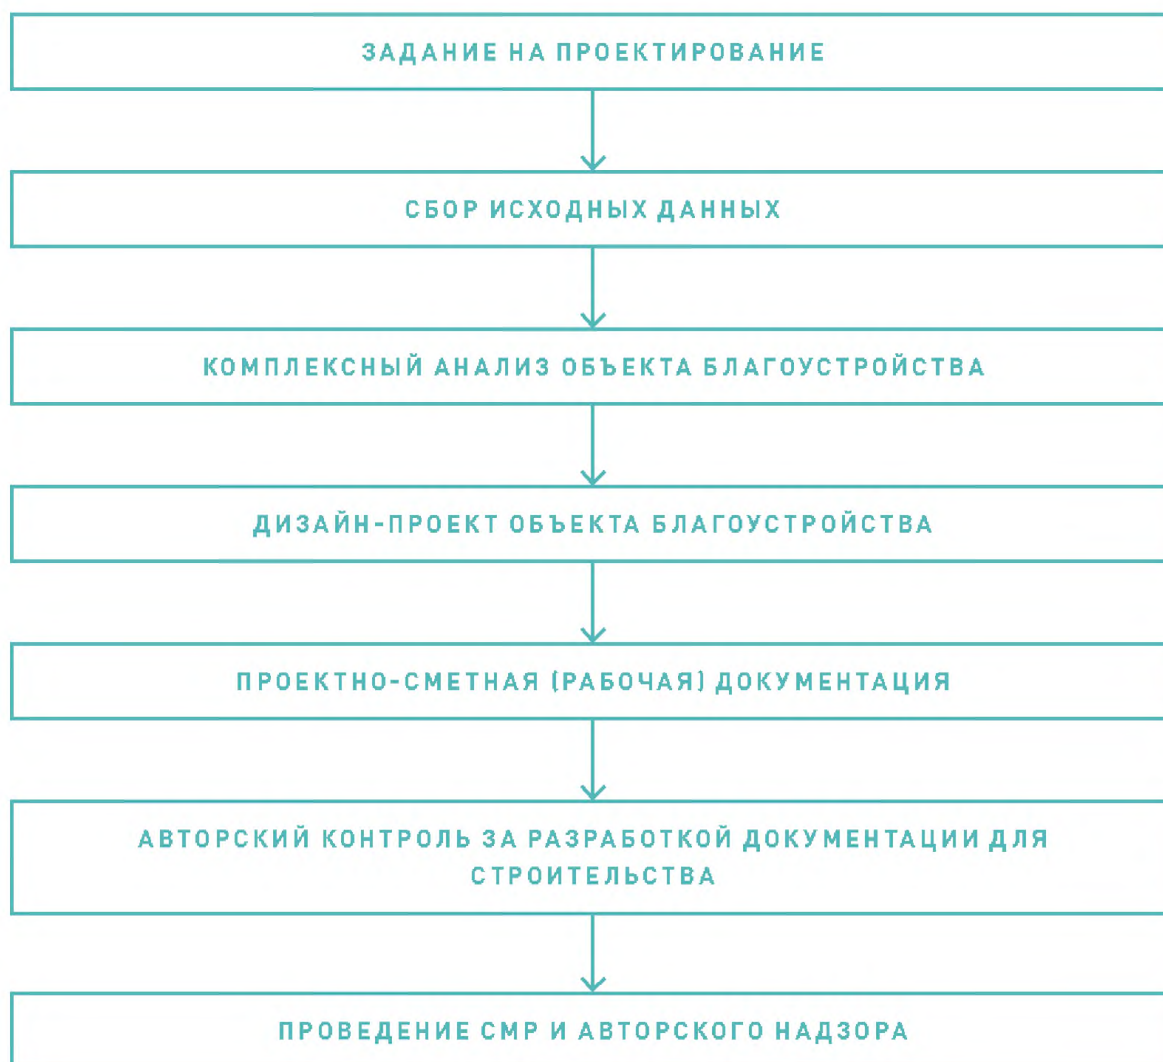 ЗАДАНИЕ НА ПРОЕКТИРОВАНИЕ
СБОР ИСХОДНЫХ ДАННЫХ
КОМПЛЕКСНЫЙ АНАЛИЗ ОБЪЕКТА БЛАГОУСТРОЙСТВА
ДИЗАЙН-ПРОЕКТ ОБЪЕКТА БЛАГОУСТРОЙСТВА
ПРОЕКТНО-СМЕТНАЯ (РАБОЧАЯ) ДОКУМЕНТАЦИЯ
АВТОРСКИЙ КОНТРОЛЬ ЗА РАЗРАБОТКОЙ ДОКУМЕНТАЦИИ ДЛЯ
СТРОИТЕЛЬСТВА
ПРОВЕДЕНИЕ СМР И АВТОРСКОГО НАДЗОРА